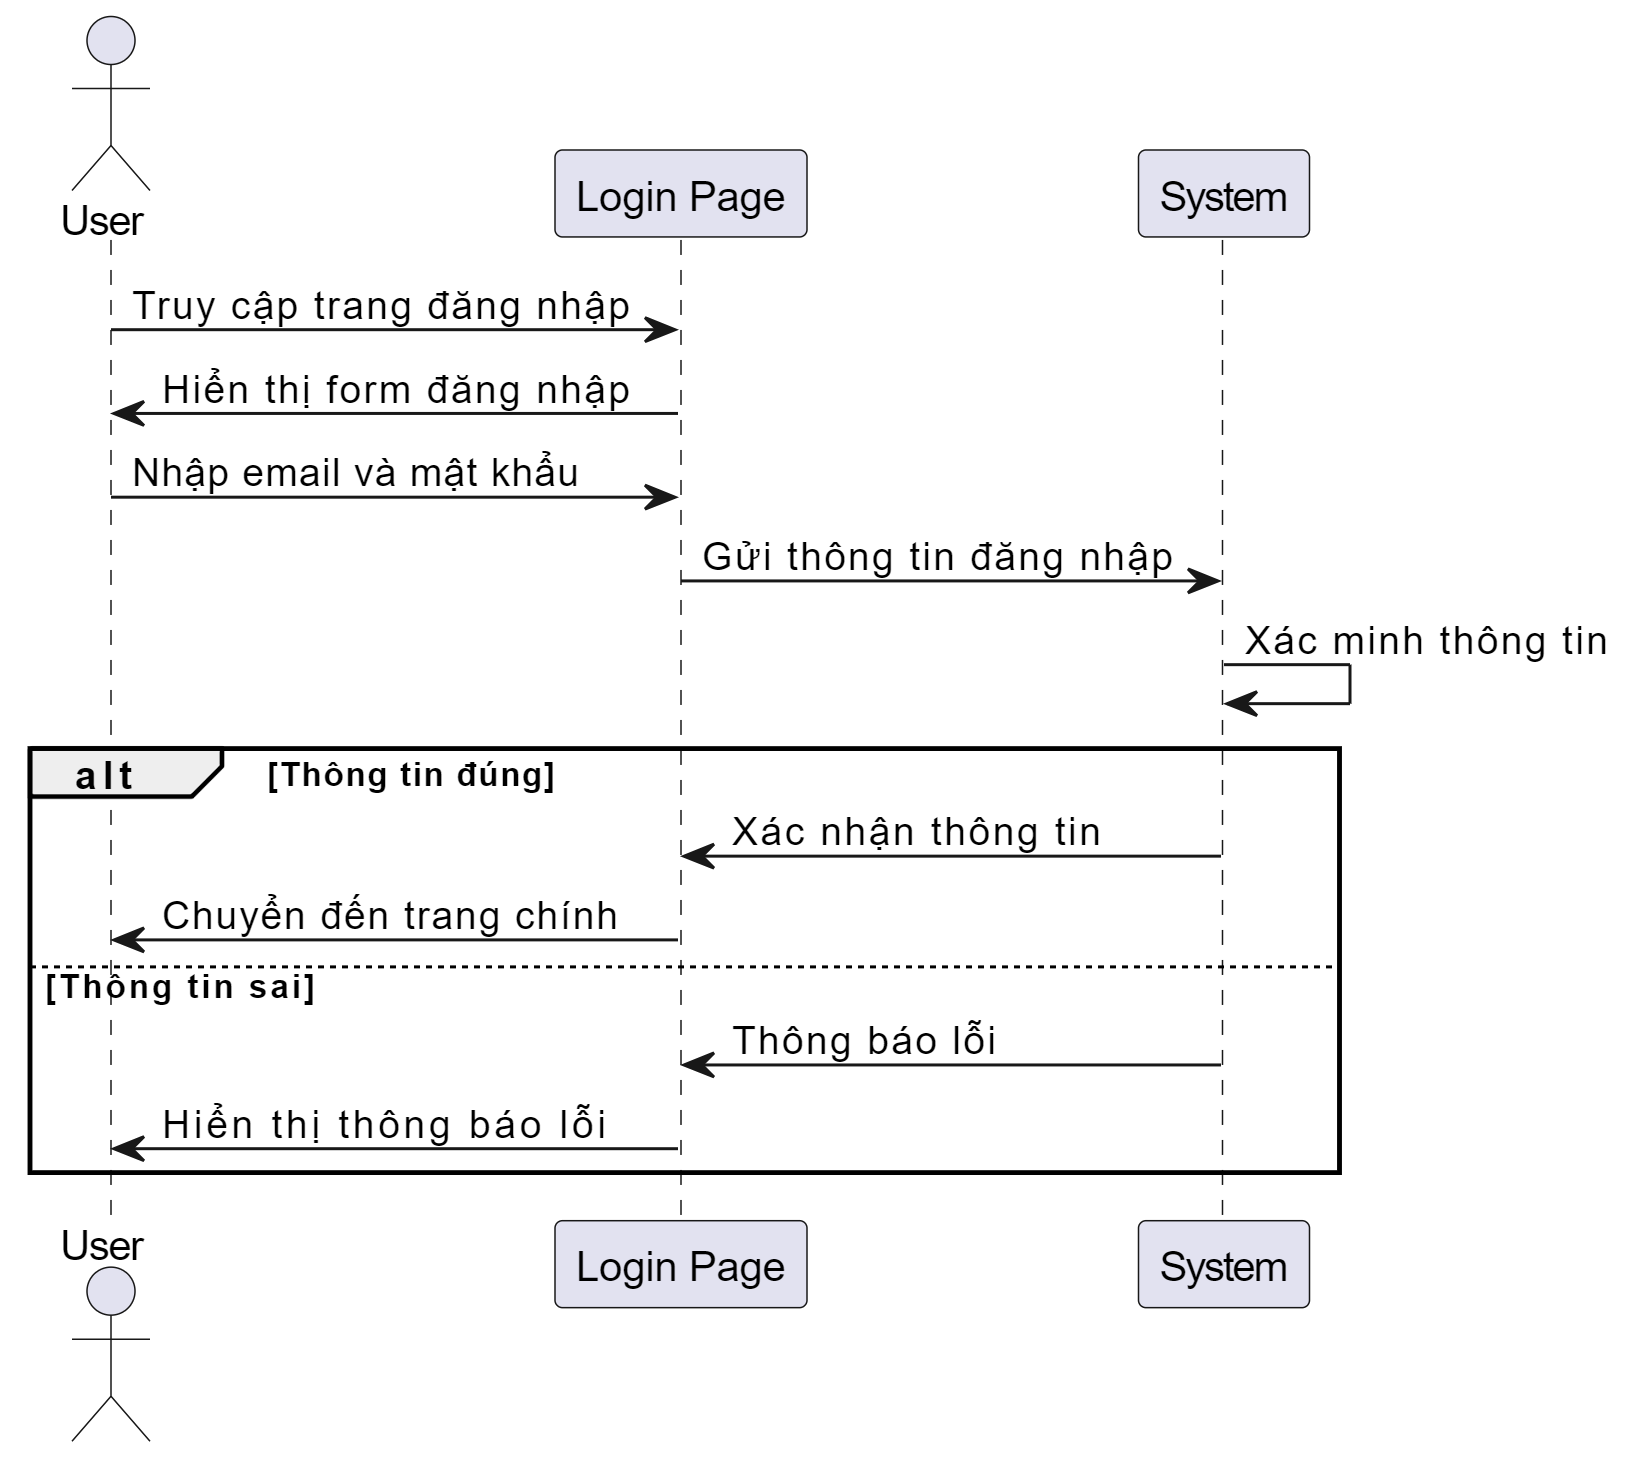 User
Login Page
System
Truy cập trang đăng nhập
Hiển thị form đăng nhập
Nhập email và mật khẩu
Gửi thông tin đăng nhập
Xác minh thông tin
alt
[Thông tin đúng]
Xác nhận thông tin
Chuyển đến trang chính
[Thông tin sai]
Thông báo lỗi
Hiển thị thông báo lỗi
User
Login Page
System